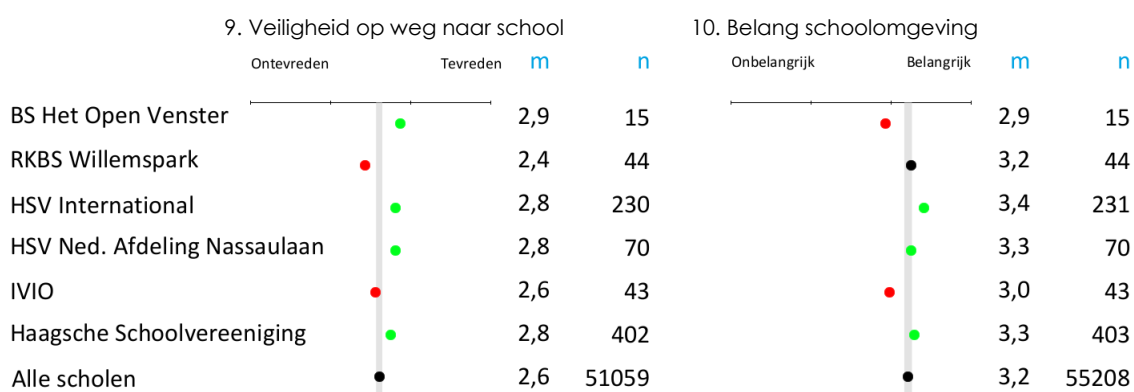 9. Veiligheid op weg naar school 10. Belang schoolomgeving
Ontevreden Tevreden m n Onbelangrijk Belangrijk m n
BS Het Open Venster 2,9 15 2,9 15
RKBS Willemspark 2,4 44 3,2 44
HSV International 2,8 230 3,4 231
HSV Ned. Afdeling Nassaulaan 2,8 70 3,3 70
IVIO 2,6 43 3,0 43
Haagsche Schoolvereeniging 2,8 402 3,3 403
Alle scholen 2,6 51059 3,2 55208